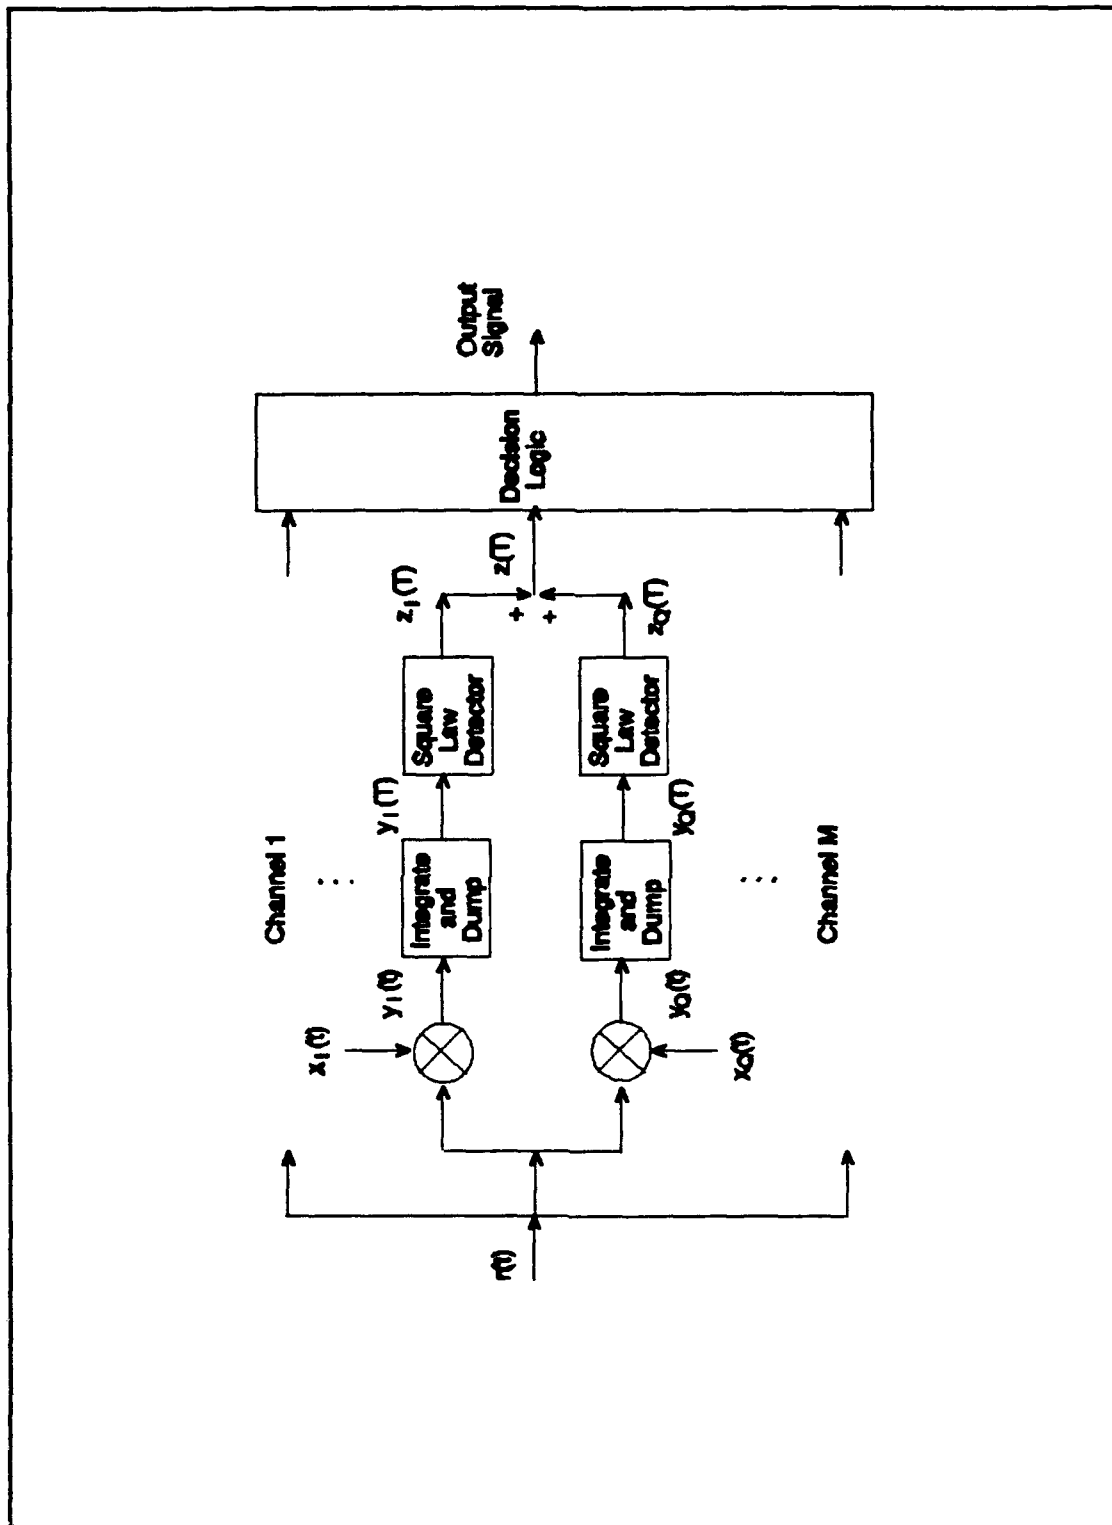 Channel 1
. . .
r(t)
x_I(t)
y_I(t)
Integrate
and
Dump
y_I(T)
Square
Law
Detector
z_I(T)
+
z(T)
+
Decision
Logic
Output
Signal
x_Q(t)
y_Q(t)
Integrate
and
Dump
y_Q(T)
Square
Law
Detector
z_Q(T)
. . .
Channel M